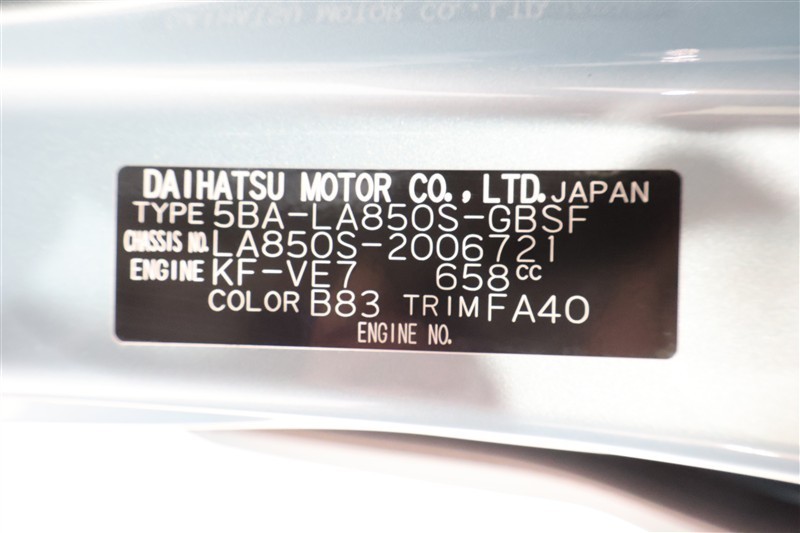 DAIHATSU MOTOR CO., LTD. JAPAN
TYPE 5BA-LA850S-GBSF
CHASSIS NO. LA850S-2006721
ENGINE KF-VE7 658cc
COLOR B83 TRIM FA40
ENGINE NO.